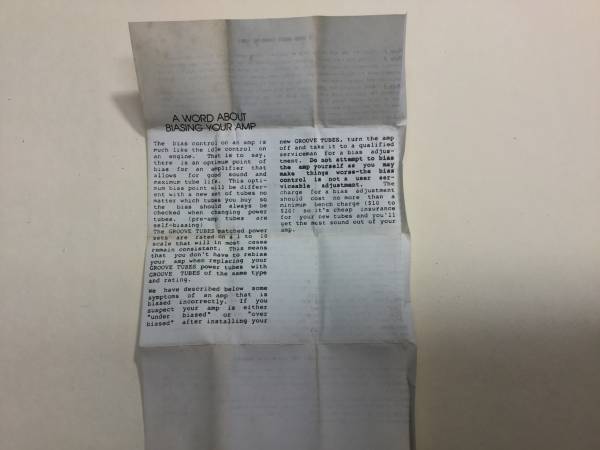 A WORD ABOUT
BIASING YOUR AMP
The bias control on an amp is
much like the idle control on
an engine. That is to say,
there is an optimum point of
bias for an amplifier that
allows for good sound and
maximum tube life. This opti-
mum bias point will be differ-
ent with a new set of tubes no
matter which tubes you buy so
the bias should always be
checked when changing power
tubes. (pre-amp tubes are
self-biasing)
The GROOVE TUBES matched power
sets are rated on a 1 to 10
scale that will in most cases
remain consistant. This means
that you don't have to rebias
your amp when replacing your
GROOVE TUBES power tubes with
GROOVE TUBES of the same type
and rating.
We have described below some
symptoms of an amp that is
biased incorrectly. If you
suspect your amp is either
"under biased" or "over
biased" after installing your
new GROOVE TUBES, turn the amp
off and take it to a qualified
serviceman for a bias adjus-
tment. Do not attempt to bias
the amp yourself as you may
make things worse-the bias
control is not a user ser-
viceable adjustment. The
charge for a bias adjustment
should cost no more than a
minimum bench charge ($10 to
$20) so it's cheap insurance
for your new tubes and you'll
get the most sound out of your
amp.